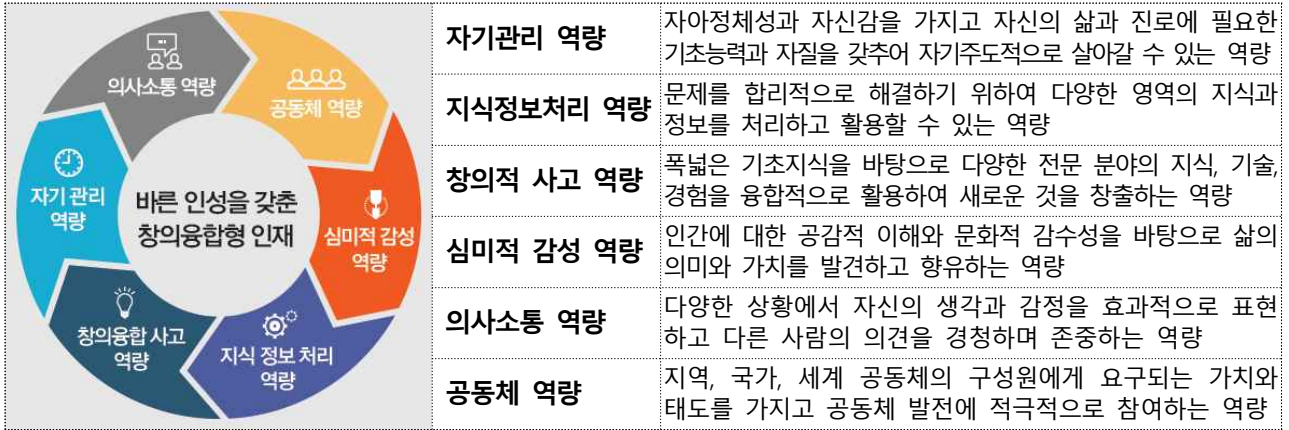 의사소통 역량
공동체 역량
자기 관리
역량
바른 인성을 갖춘
창의융합형 인재
심미적 감성
역량
창의융합 사고
역량
지식 정보 처리
역량
자기관리 역량
자아정체성과 자신감을 가지고 자신의 삶과 진로에 필요한
기초능력과 자질을 갖추어 자기주도적으로 살아갈 수 있는 역량
지식정보처리 역량
문제를 합리적으로 해결하기 위하여 다양한 영역의 지식과
정보를 처리하고 활용할 수 있는 역량
창의적 사고 역량
폭넓은 기초지식을 바탕으로 다양한 전문 분야의 지식, 기술,
경험을 융합적으로 활용하여 새로운 것을 창출하는 역량
심미적 감성 역량
인간에 대한 공감적 이해와 문화적 감수성을 바탕으로 삶의
의미와 가치를 발견하고 향유하는 역량
의사소통 역량
다양한 상황에서 자신의 생각과 감정을 효과적으로 표현
하고 다른 사람의 의견을 경청하며 존중하는 역량
공동체 역량
지역, 국가, 세계 공동체의 구성원에게 요구되는 가치와
태도를 가지고 공동체 발전에 적극적으로 참여하는 역량